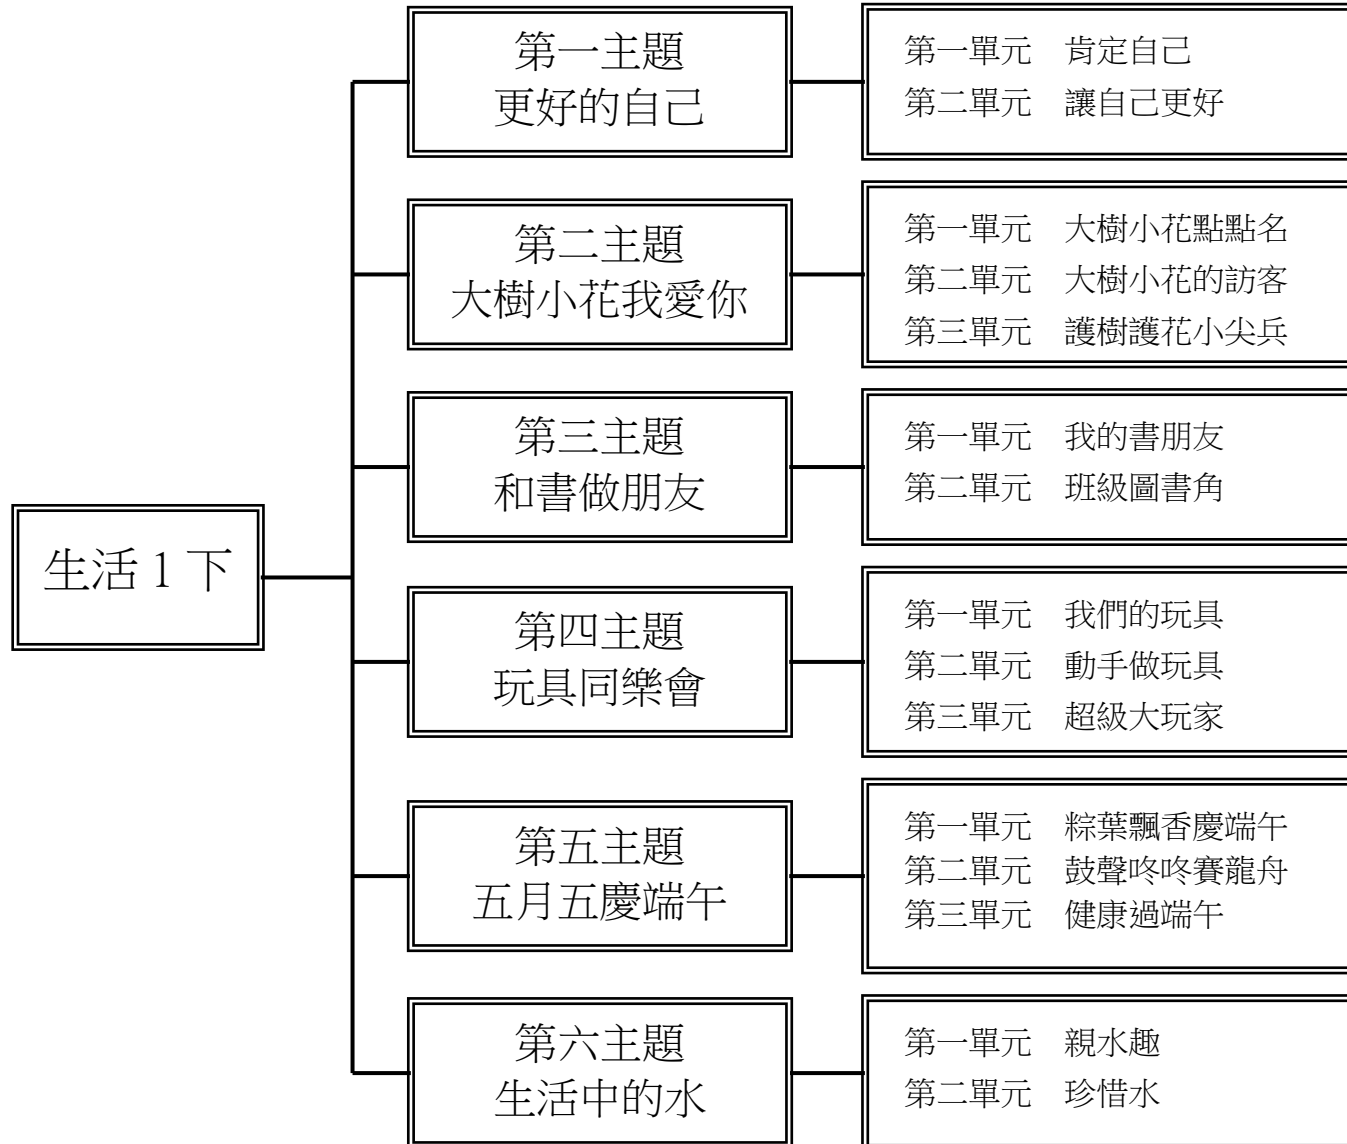 生活1下
第一主題
更好的自己
第一單元　肯定自己
第二單元　讓自己更好
第二主題
大樹小花我愛你
第一單元　大樹小花點點名
第二單元　大樹小花的訪客
第三單元　護樹護花小尖兵
第三主題
和書做朋友
第一單元　我的書朋友
第二單元　班級圖書角
第四主題
玩具同樂會
第一單元　我們的玩具
第二單元　動手做玩具
第三單元　超級大玩家
第五主題
五月五慶端午
第一單元　粽葉飄香慶端午
第二單元　鼓聲咚咚賽龍舟
第三單元　健康過端午
第六主題
生活中的水
第一單元　親水趣
第二單元　珍惜水